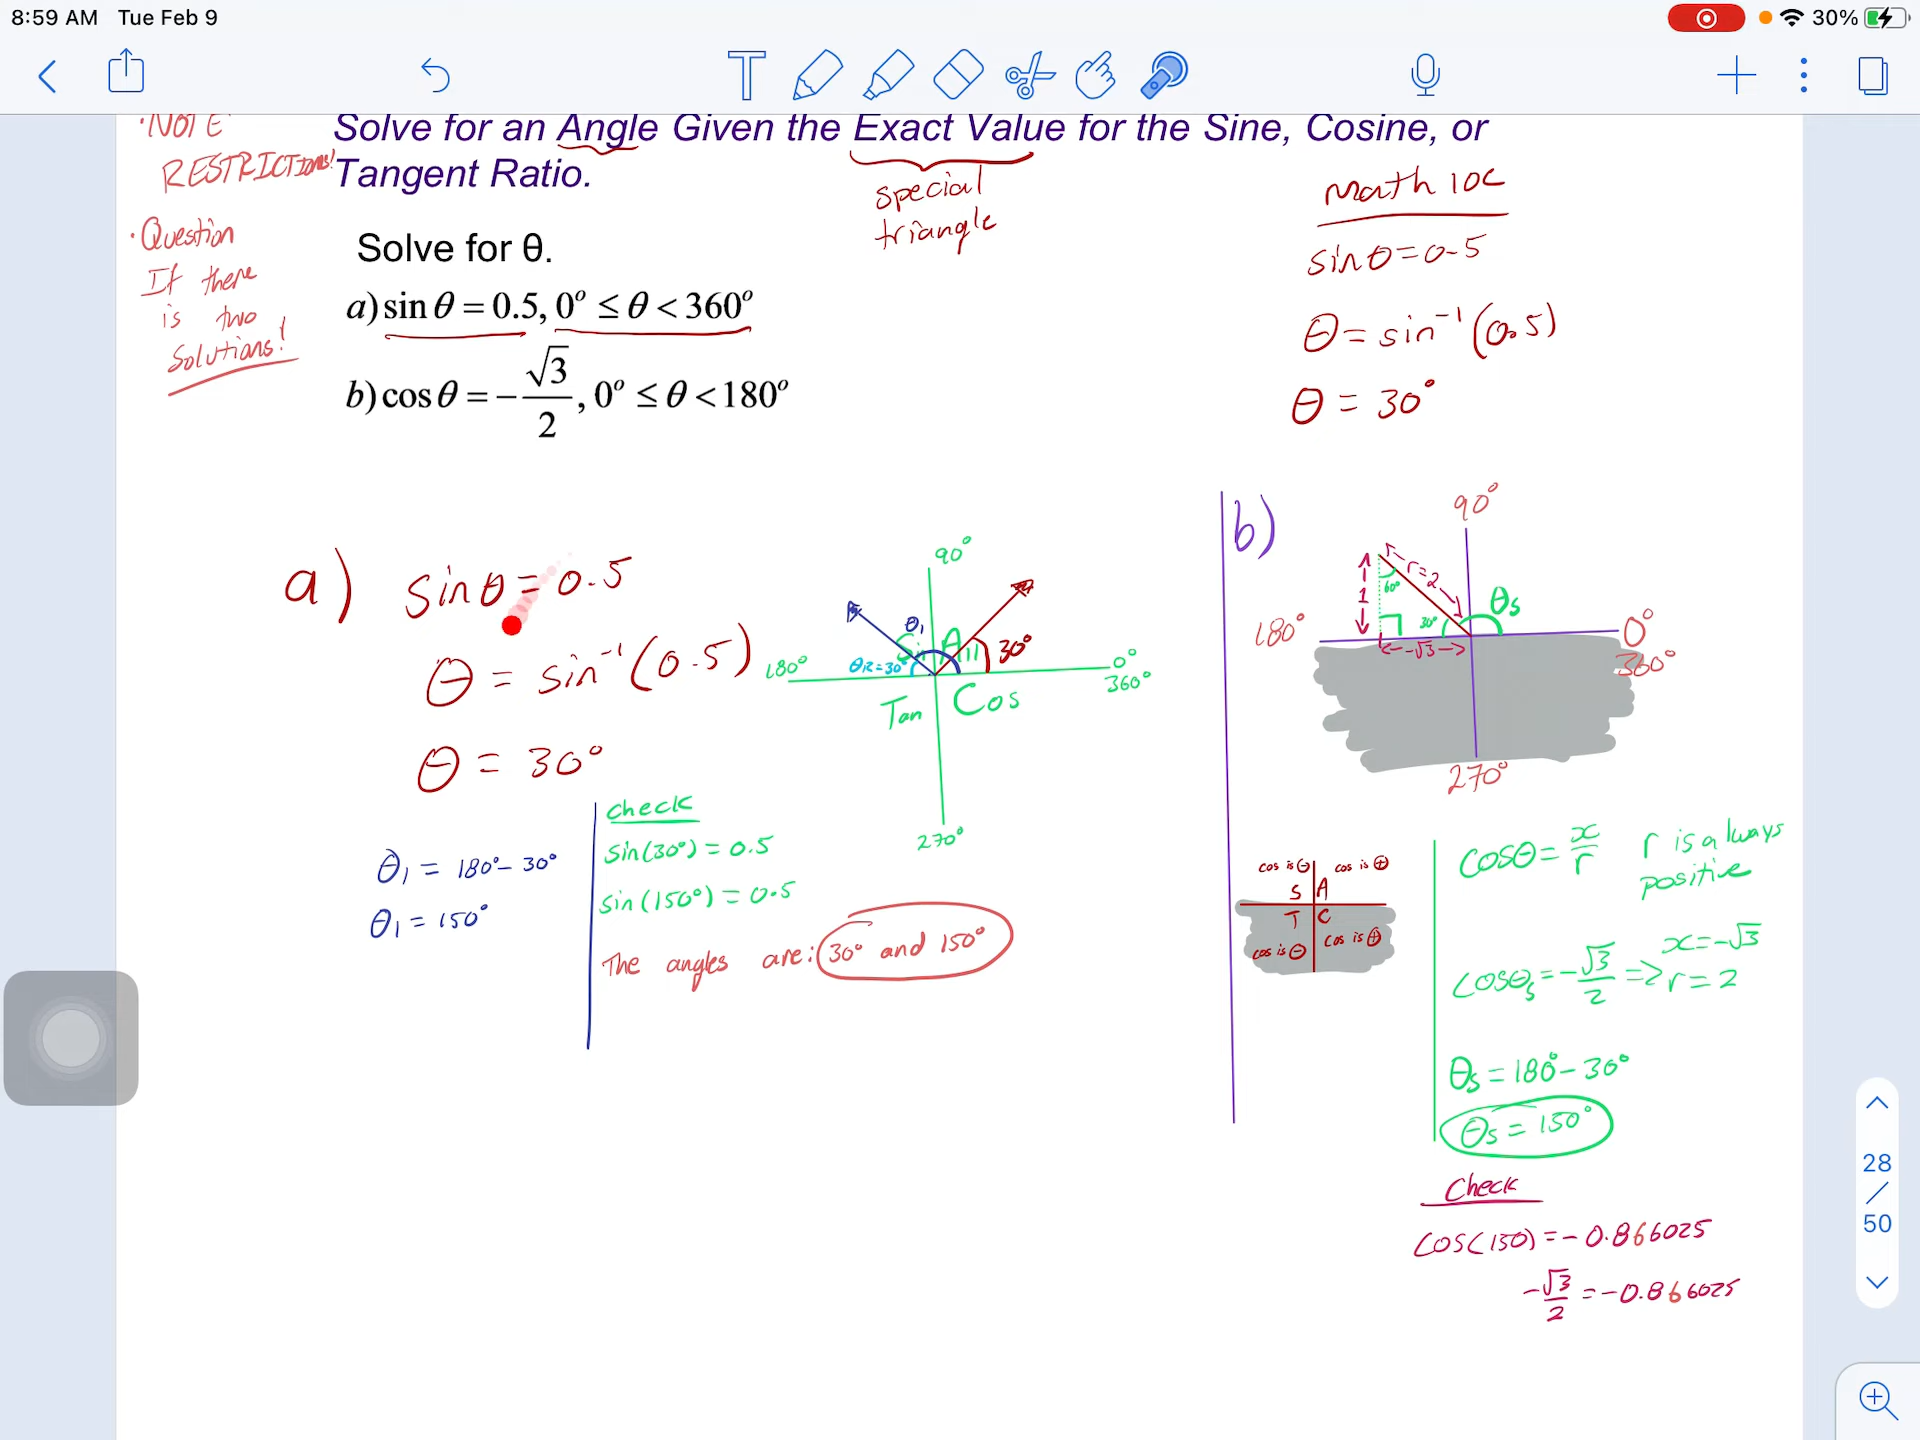 8:59 AM Tue Feb 9
30%
T
• NOTE
RESTRICTIONS!
Solve for an Angle Given the Exact Value for the Sine, Cosine, or
Tangent Ratio.
special
triangle
Math 10C
sinθ=0.5
θ=sin⁻¹(0.5)
θ = 30°
• Question
If there
is two
Solutions!
Solve for θ.
a) sin θ = 0.5, 0° ≤ θ < 360°
b) cos θ = -√3/2, 0° ≤ θ < 180°
a) sinθ=0.5
θ = sin⁻¹(0.5)
θ = 30°
θ₁ = 180°-30°
θ₁ = 150°
check
sin(30°) = 0.5
sin(150°) = 0.5
The angles are: 30° and 150°
90°
θ₁
Sin All 30°
180° θR=30° 0°
360°
Tan Cos
270°
b)
90°
r=2
1 60° θs
180° 30° 0°
-√3 360°
270°
cos is ⊖ cos is ⊕
S A
T C
cos is ⊖ cos is ⊕
cosθ = x/r r is always
positive
cosθs = -√3/2 => x=-√3
r=2
θs = 180°-30°
θs = 150°
Check
cos(150) = -0.866025
-√3/2 = -0.866025
28
/
50